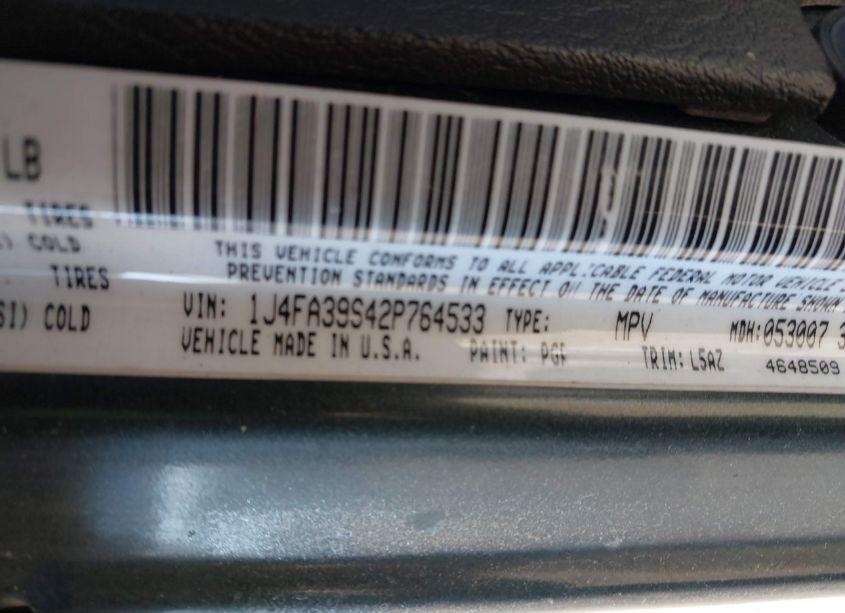 LB
TIRES
) COLD
TIRES
SI) COLD
THIS VEHICLE CONFORMS TO ALL APPLICABLE FEDERAL MOTOR VEHICLE
PREVENTION STANDARDS IN EFFECT ON THE DATE OF MANUFACTURE SHOWN
VIN: 1J4FA39S42P764533 TYPE: MPV MDH:053007 3
VEHICLE MADE IN U.S.A. PAINT: PGF TRIM: L5AZ 4648509